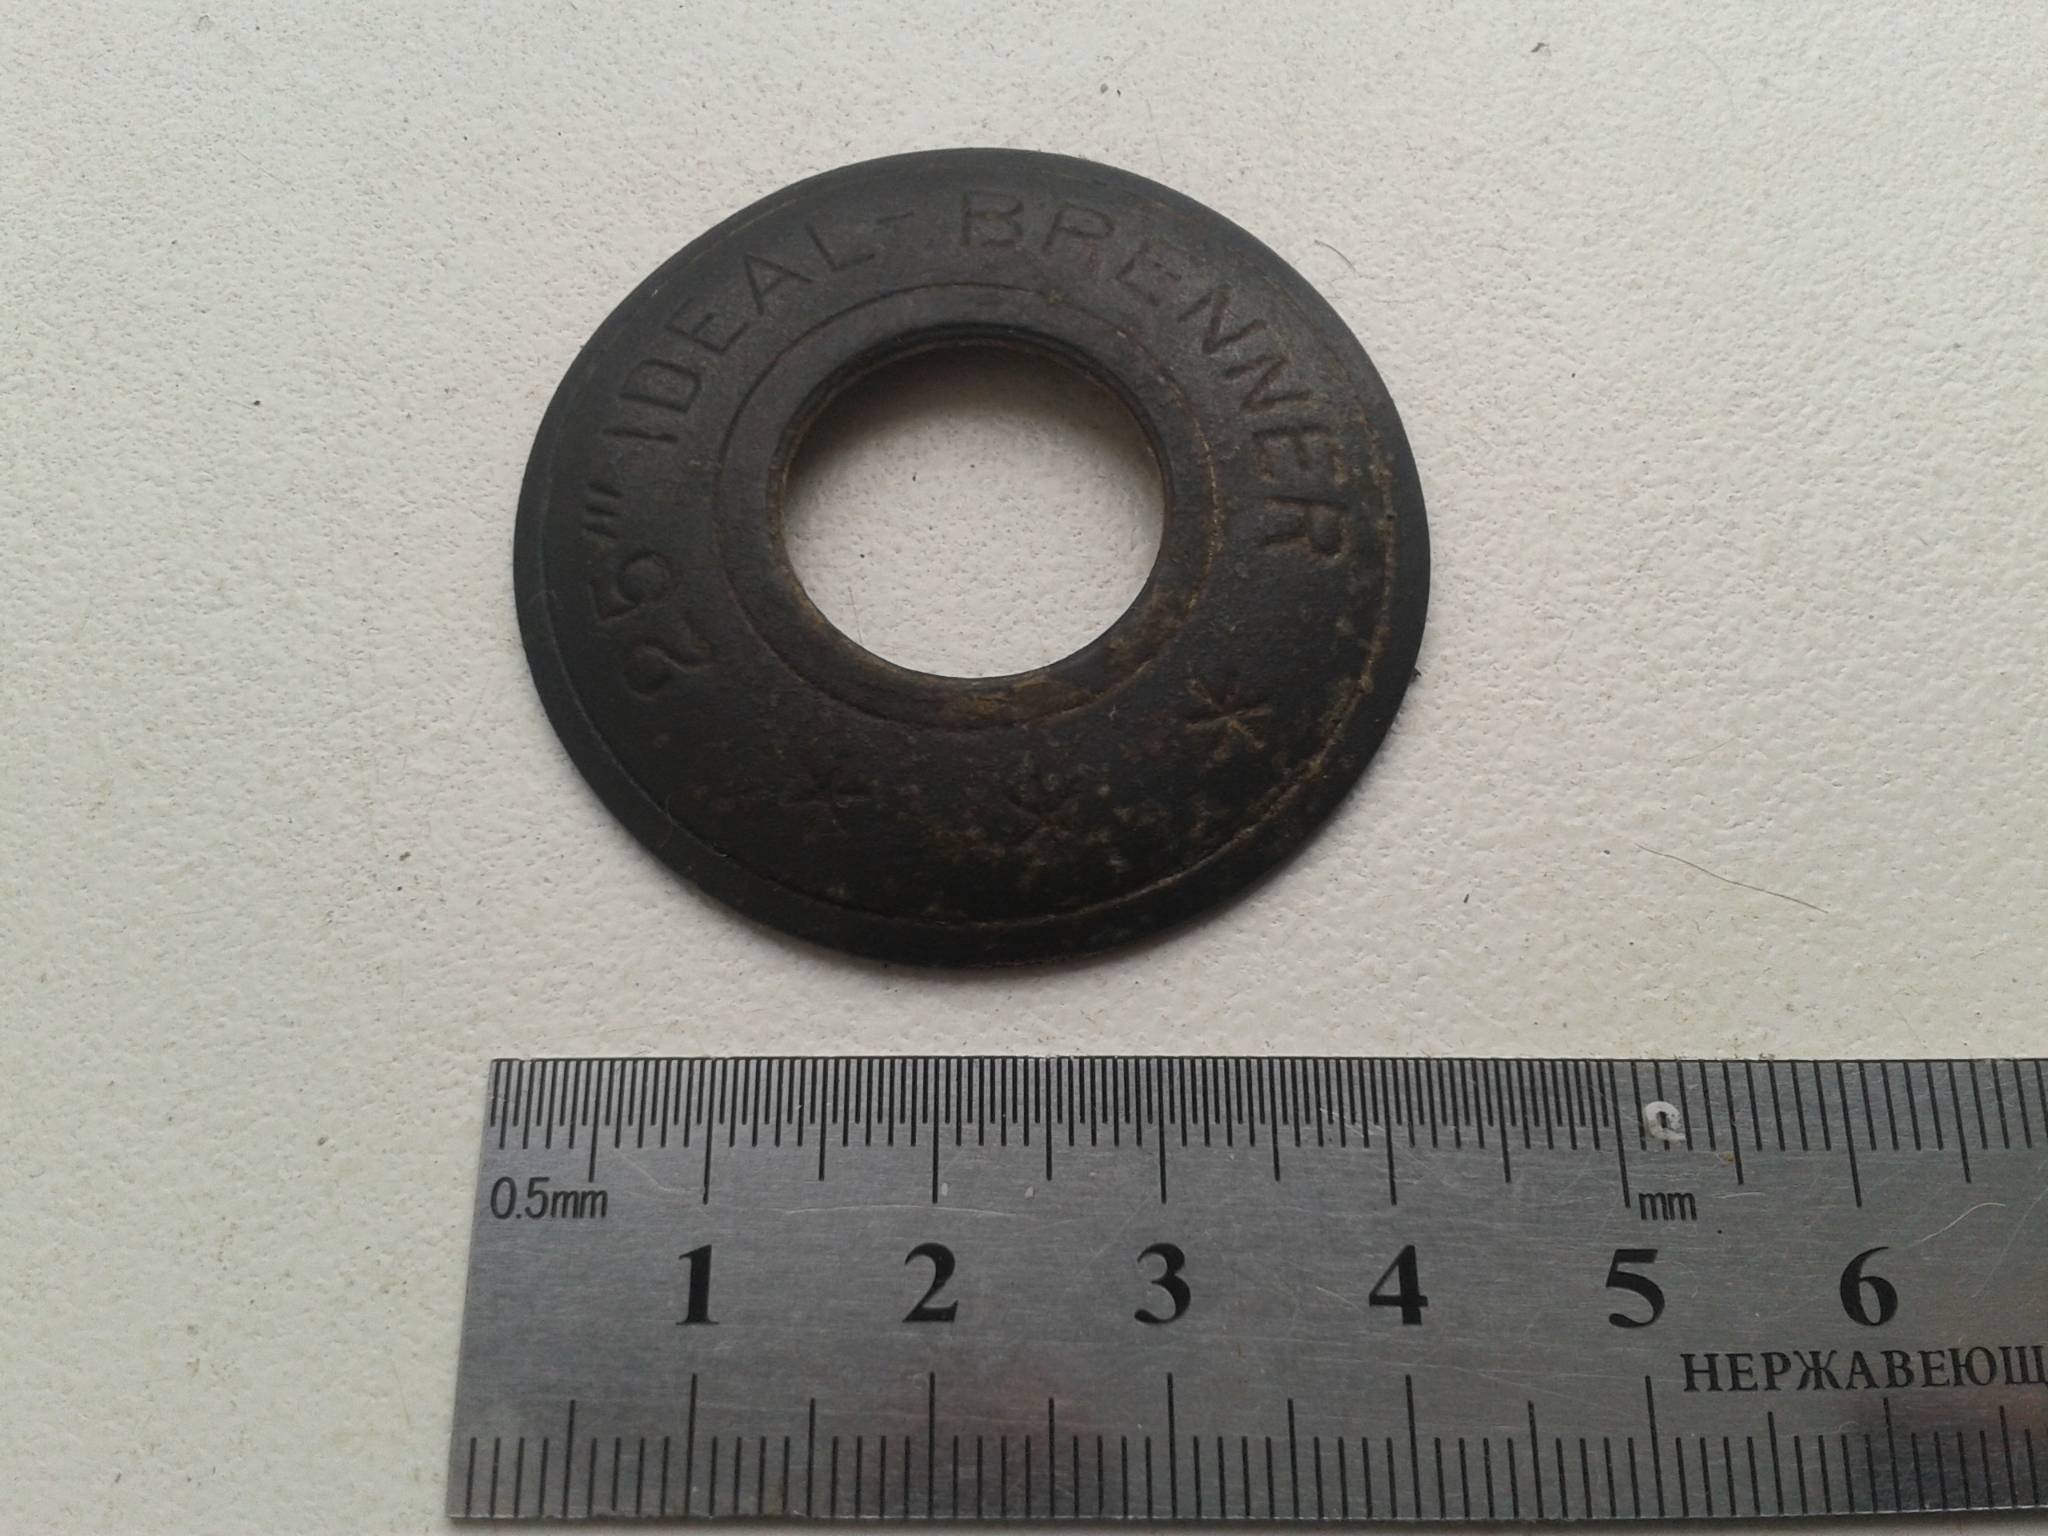 25''' IDEAL-BRENNER
* * *
0.5mm
mm
1 2 3 4 5 6
НЕРЖАВЕЮЩ